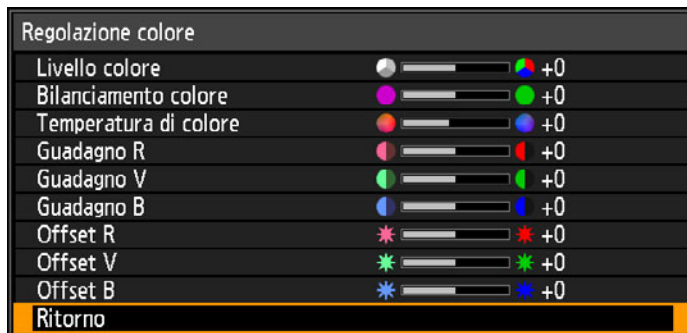 Regolazione colore
Livello colore +0
Bilanciamento colore +0
Temperatura di colore +0
Guadagno R +0
Guadagno V +0
Guadagno B +0
Offset R +0
Offset V +0
Offset B +0
Ritorno